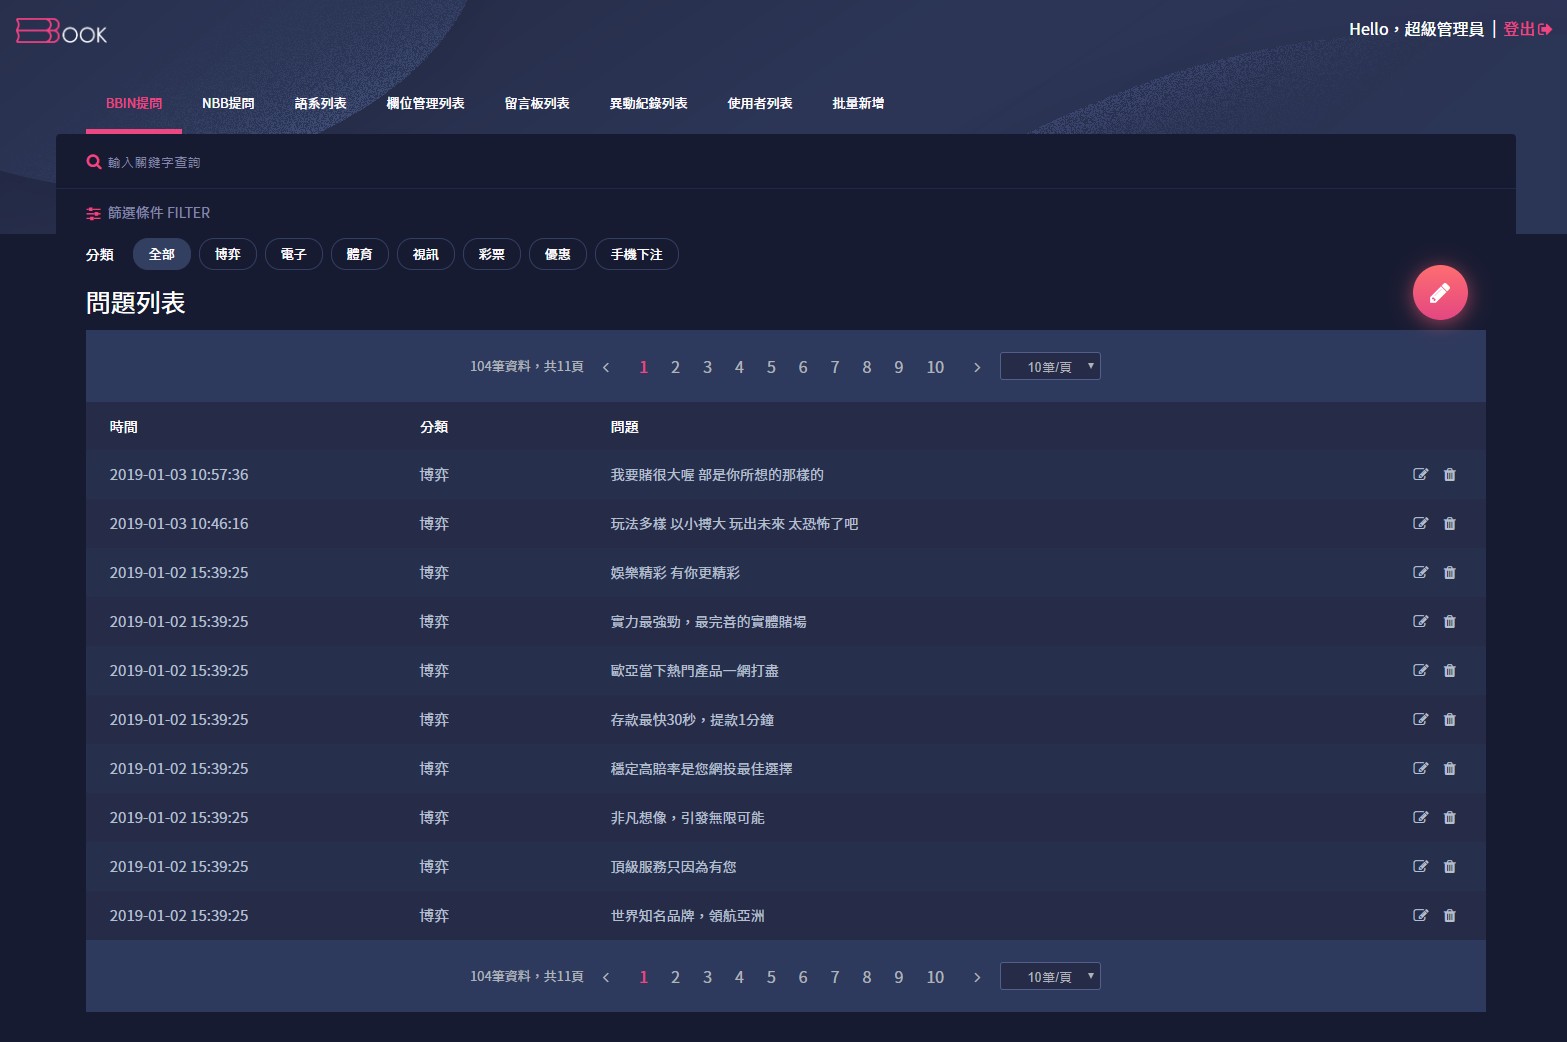 BBOOK
Hello，超級管理員 | 登出
BBIN提問 NBB提問 語系列表 欄位管理列表 留言板列表 異動紀錄列表 使用者列表 批量新增
輸入關鍵字查詢
篩選條件 FILTER
分類 全部 博弈 電子 體育 視訊 彩票 優惠 手機下注
問題列表
104筆資料，共11頁 < 1 2 3 4 5 6 7 8 9 10 > 10筆/頁
時間 分類 問題
2019-01-03 10:57:36 博弈 我要賭很大喔 部是你所想的那樣的
2019-01-03 10:46:16 博弈 玩法多樣 以小搏大 玩出未來 太恐怖了吧
2019-01-02 15:39:25 博弈 娛樂精彩 有你更精彩
2019-01-02 15:39:25 博弈 實力最強勁，最完善的實體賭場
2019-01-02 15:39:25 博弈 歐亞當下熱門產品一網打盡
2019-01-02 15:39:25 博弈 存款最快30秒，提款1分鐘
2019-01-02 15:39:25 博弈 穩定高賠率是您網投最佳選擇
2019-01-02 15:39:25 博弈 非凡想像，引發無限可能
2019-01-02 15:39:25 博弈 頂級服務只因為有您
2019-01-02 15:39:25 博弈 世界知名品牌，領航亞洲
104筆資料，共11頁 < 1 2 3 4 5 6 7 8 9 10 > 10筆/頁